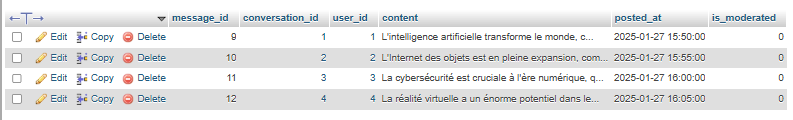 ←T→ message_id conversation_id user_id content posted_at is_moderated
Edit Copy Delete 9 1 1 L'intelligence artificielle transforme le monde, c... 2025-01-27 15:50:00 0
Edit Copy Delete 10 2 2 L'Internet des objets est en pleine expansion, com... 2025-01-27 15:55:00 0
Edit Copy Delete 11 3 3 La cybersécurité est cruciale à l'ère numérique, q... 2025-01-27 16:00:00 0
Edit Copy Delete 12 4 4 La réalité virtuelle a un énorme potentiel dans le... 2025-01-27 16:05:00 0